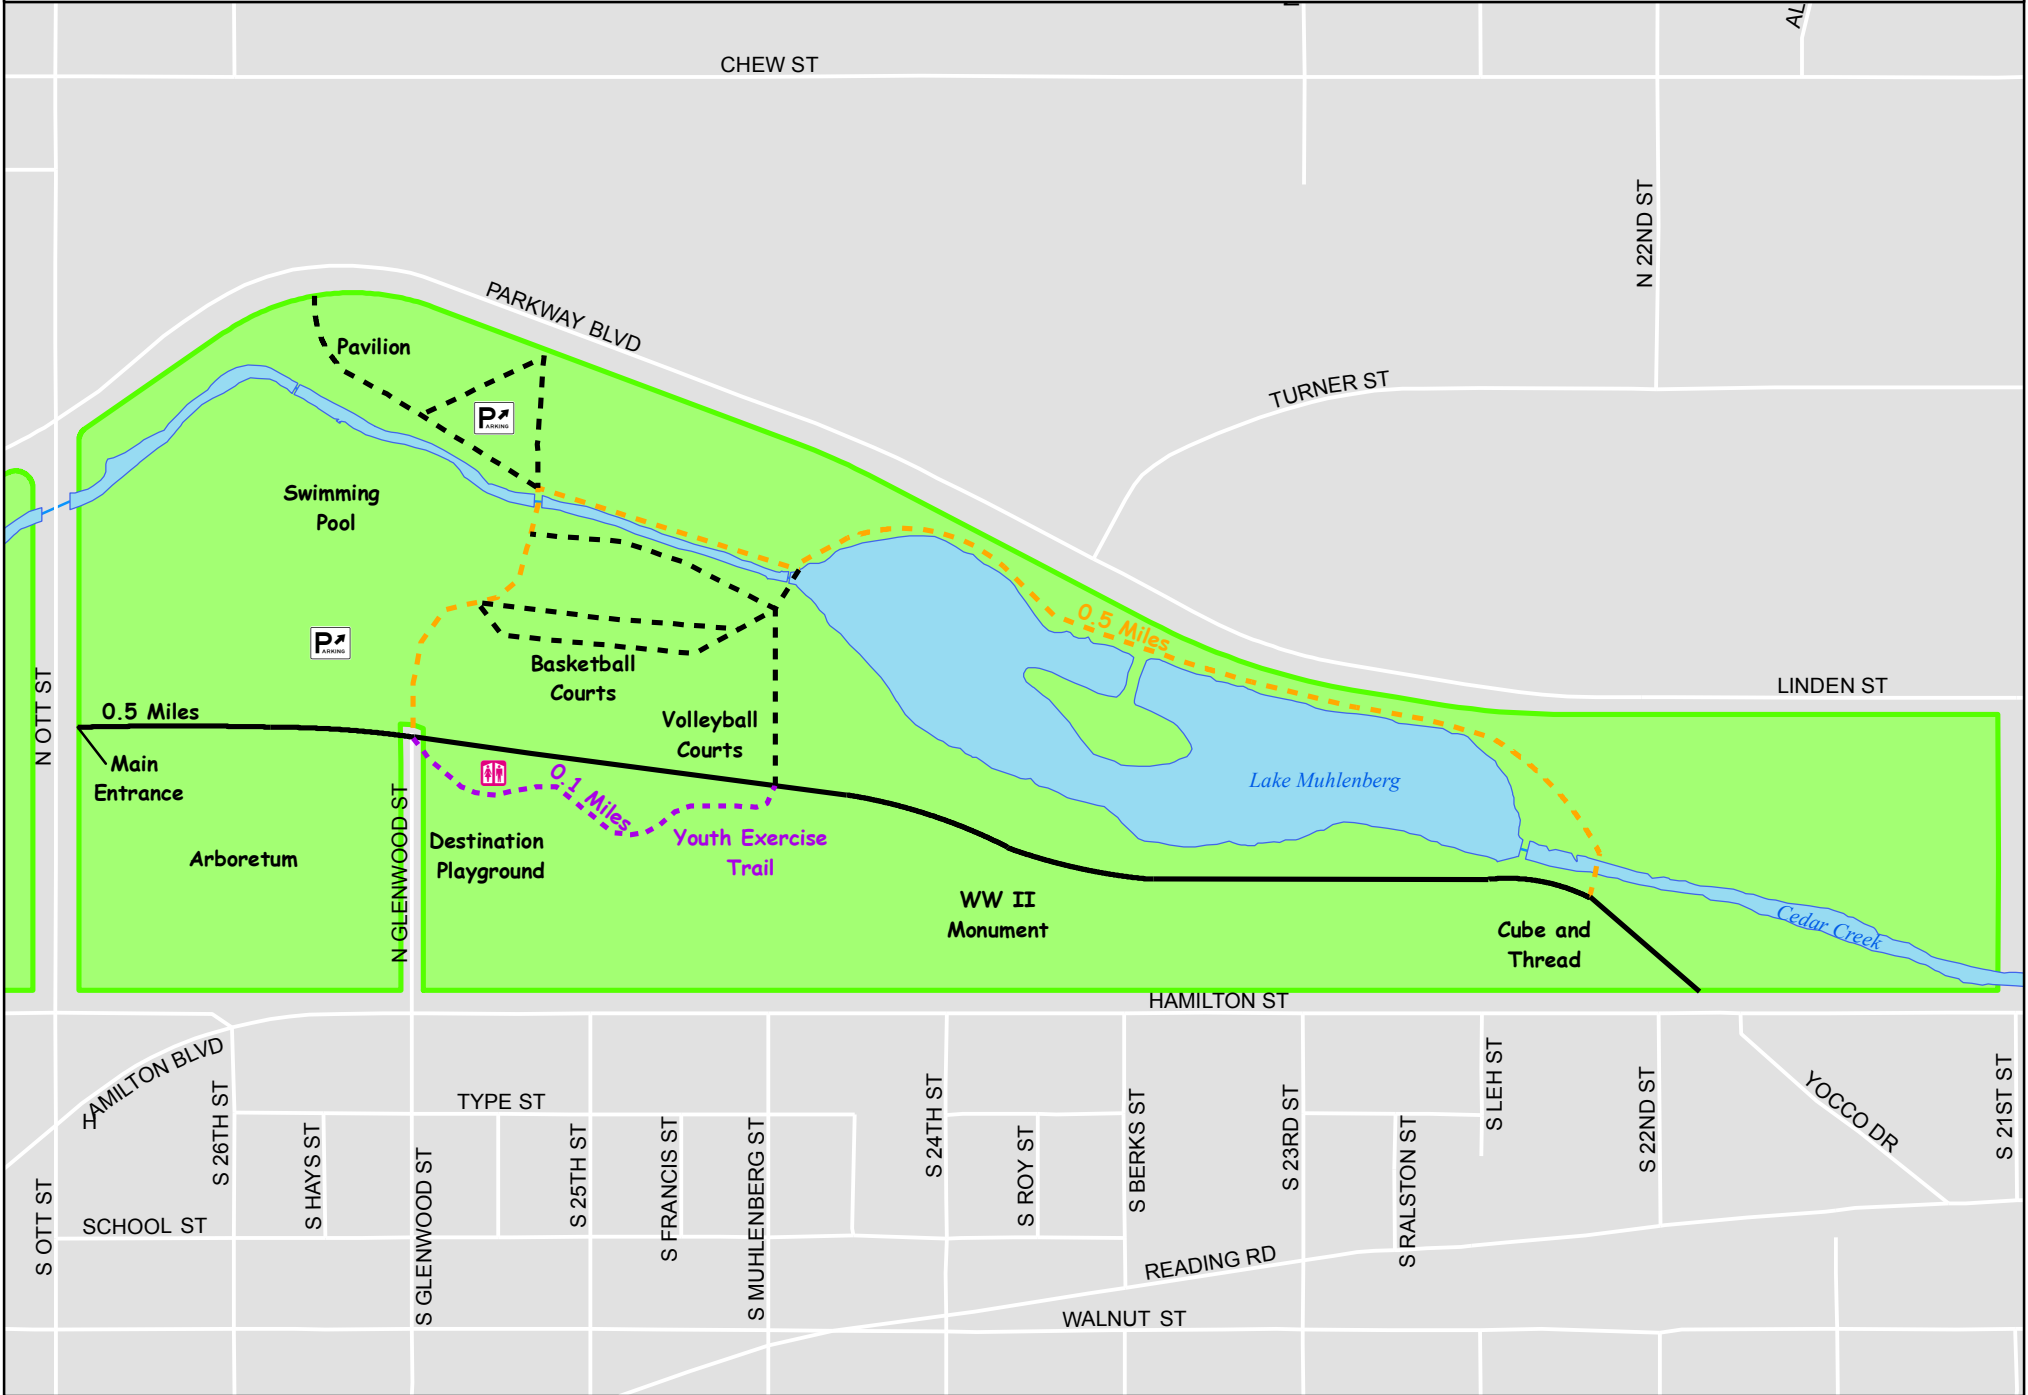 AL
CHEW ST
N 22ND ST
PARKWAY BLVD
Pavilion
TURNER ST
P
ARKING
Swimming
Pool
0.5 Miles
P
ARKING
Basketball
Courts
N OTT ST
LINDEN ST
0.5 Miles
Volleyball
Courts
Main
Entrance
0.1 Miles
Lake Muhlenberg
N GLENWOOD ST
Destination
Playground
Youth Exercise
Trail
Arboretum
WW II
Monument
Cube and
Thread
Cedar Creek
HAMILTON ST
HAMILTON BLVD
S 26TH ST
TYPE ST
S HAYS ST
S GLENWOOD ST
S 25TH ST
S FRANCIS ST
S MUHLENBERG ST
S 24TH ST
S ROY ST
S BERKS ST
S 23RD ST
S RALSTON ST
S LEH ST
S 22ND ST
YOCCO DR
S 21ST ST
S OTT ST
SCHOOL ST
READING RD
WALNUT ST